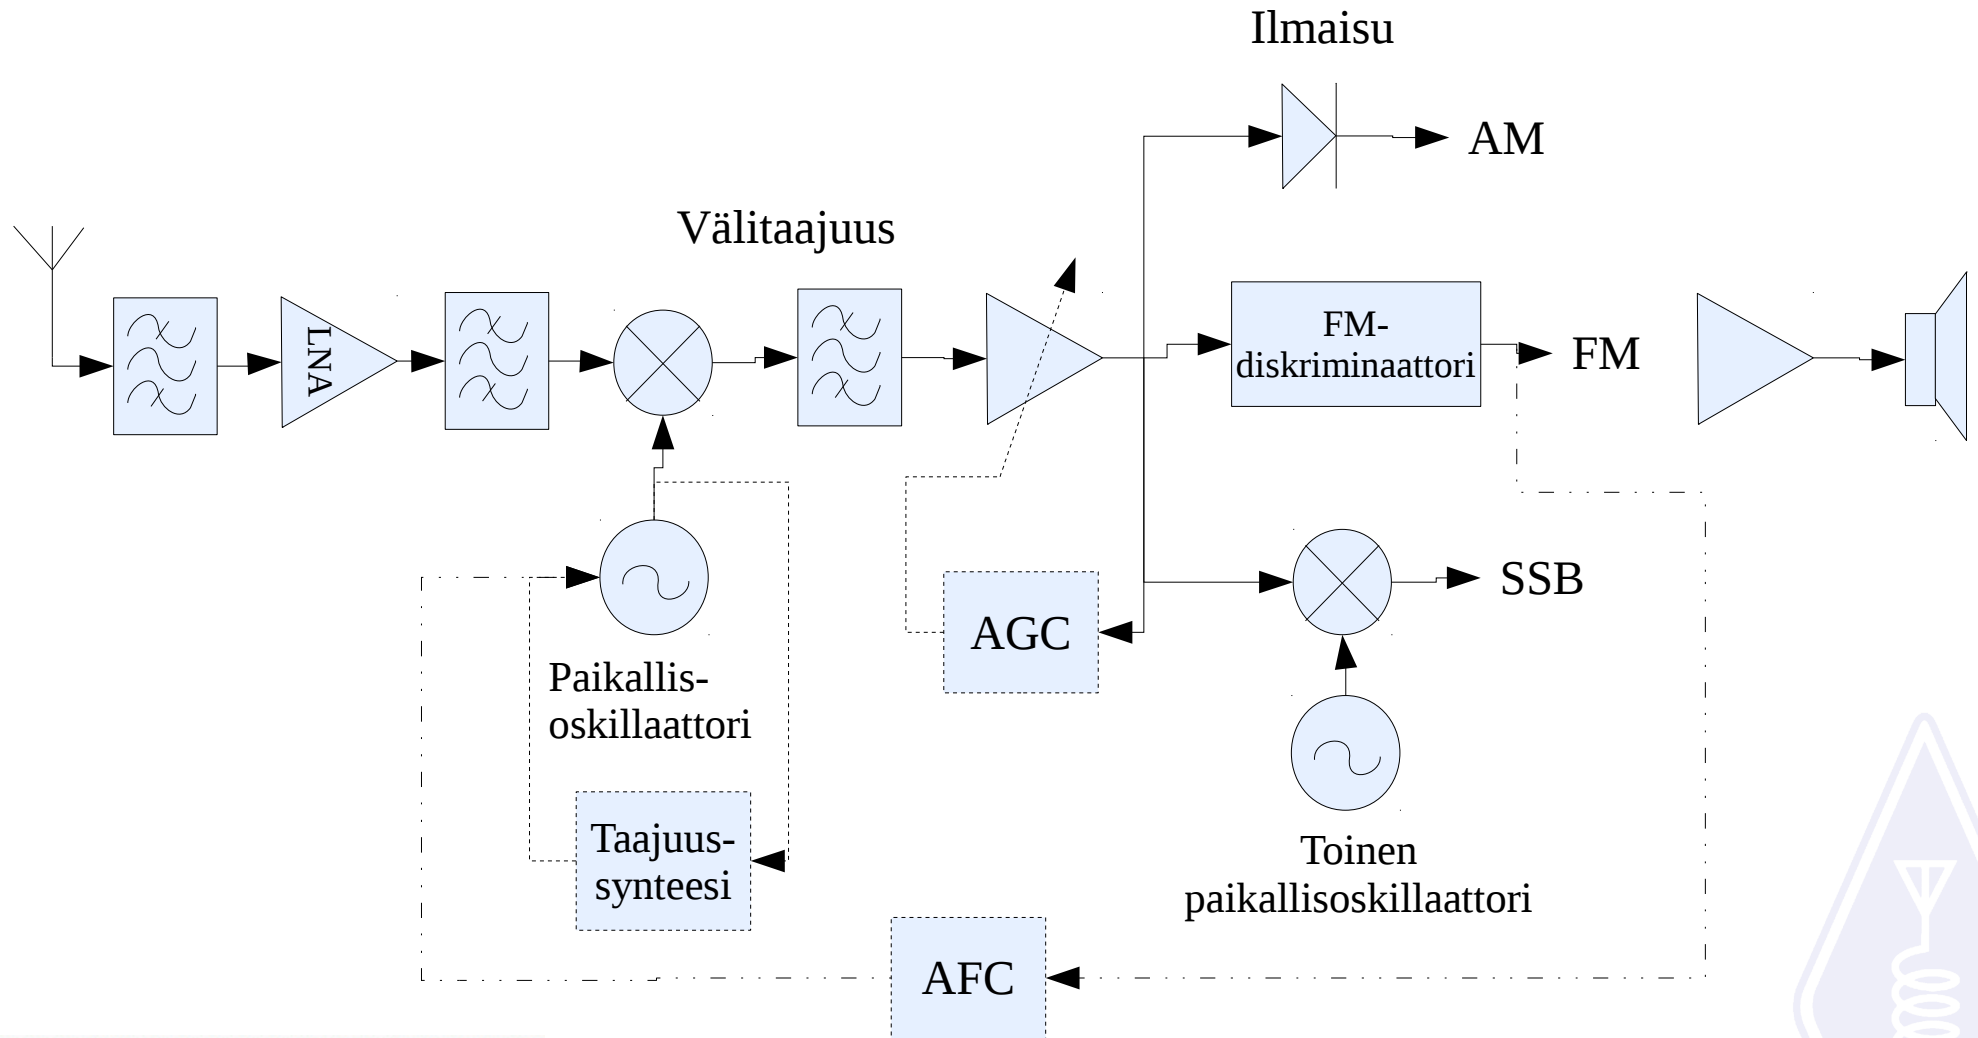 Ilmaisu
AM
Välitaajuus
LNA
FM-
diskriminaattori
FM
SSB
AGC
Paikallis-
oskillaattori
Taajuus-
synteesi
Toinen
paikallisoskillaattori
AFC